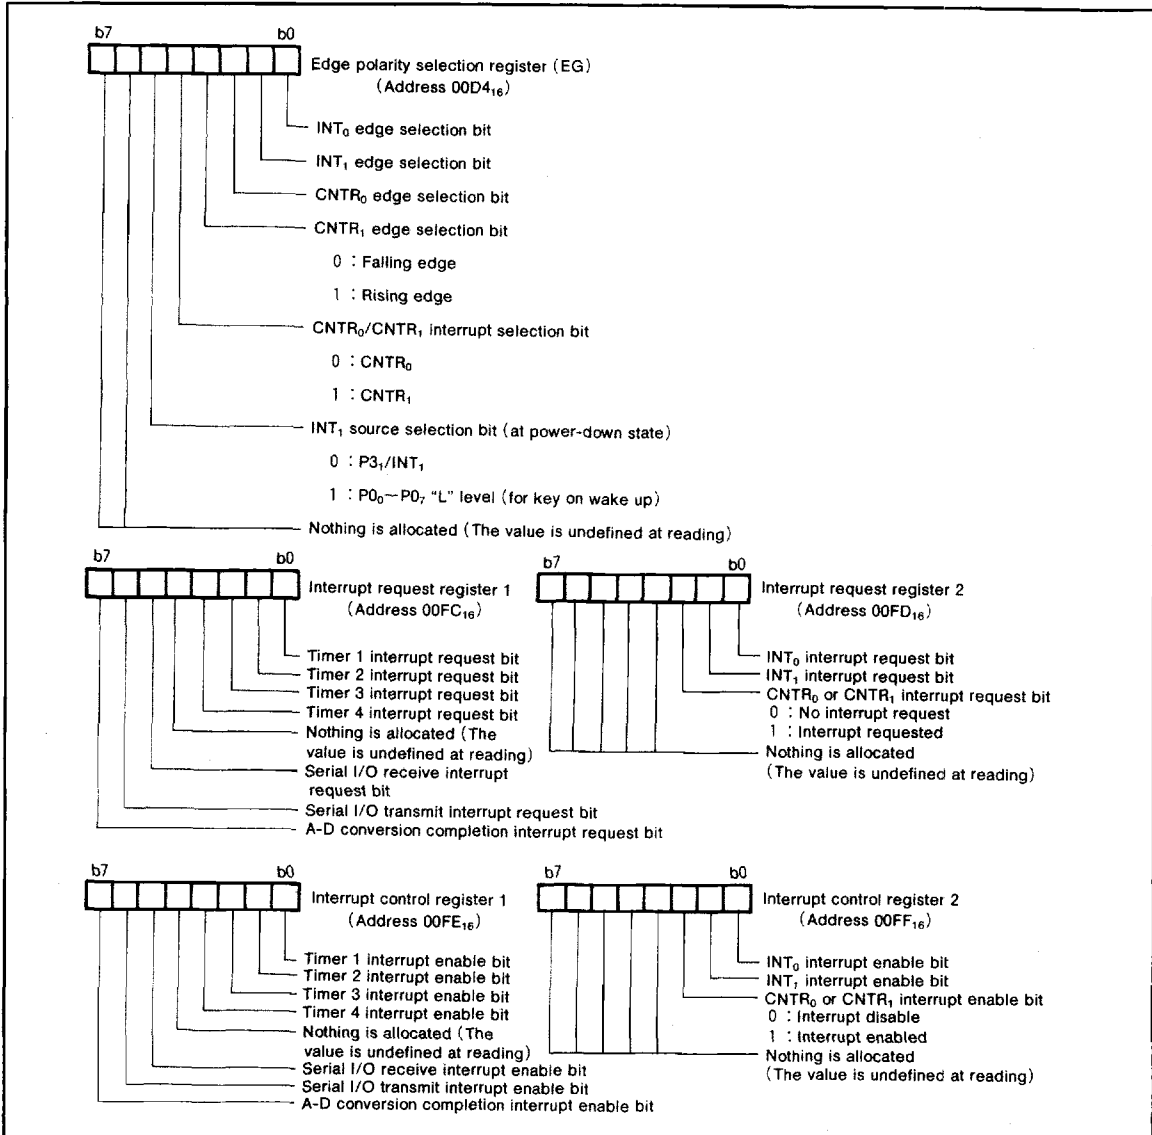 b7 b0
Edge polarity selection register (EG)
(Address 00D4₁₆)
INT₀ edge selection bit
INT₁ edge selection bit
CNTR₀ edge selection bit
CNTR₁ edge selection bit
0 : Falling edge
1 : Rising edge
CNTR₀/CNTR₁ interrupt selection bit
0 : CNTR₀
1 : CNTR₁
INT₁ source selection bit (at power-down state)
0 : P3₁/INT₁
1 : P0₀~P0₇ "L" level (for key on wake up)
Nothing is allocated (The value is undefined at reading)
b7 b0
Interrupt request register 1
(Address 00FC₁₆)
Timer 1 interrupt request bit
Timer 2 interrupt request bit
Timer 3 interrupt request bit
Timer 4 interrupt request bit
Nothing is allocated (The
value is undefined at reading)
Serial I/O receive interrupt
request bit
Serial I/O transmit interrupt request bit
A-D conversion completion interrupt request bit
b7 b0
Interrupt request register 2
(Address 00FD₁₆)
INT₀ interrupt request bit
INT₁ interrupt request bit
CNTR₀ or CNTR₁ interrupt request bit
0 : No interrupt request
1 : Interrupt requested
Nothing is allocated
(The value is undefined at reading)
b7 b0
Interrupt control register 1
(Address 00FE₁₆)
Timer 1 interrupt enable bit
Timer 2 interrupt enable bit
Timer 3 interrupt enable bit
Timer 4 interrupt enable bit
Nothing is allocated (The
value is undefined at reading)
Serial I/O receive interrupt enable bit
Serial I/O transmit interrupt enable bit
A-D conversion completion interrupt enable bit
b7 b0
Interrupt control register 2
(Address 00FF₁₆)
INT₀ interrupt enable bit
INT₁ interrupt enable bit
CNTR₀ or CNTR₁ interrupt enable bit
0 : Interrupt disable
1 : Interrupt enabled
Nothing is allocated
(The value is undefined at reading)